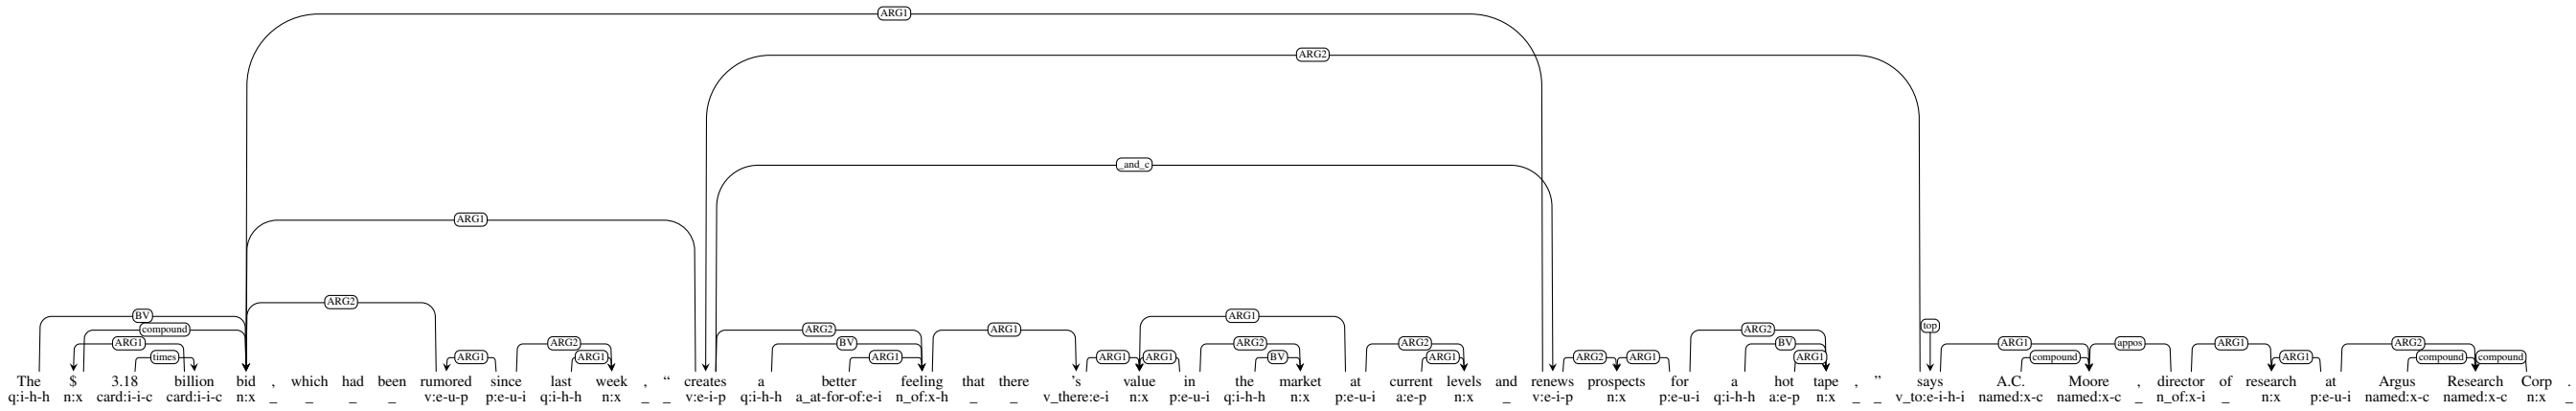 ARG1
ARG2
_and_c
ARG1
ARG2
BV ARG1 top
compound ARG2 ARG1 ARG2
ARG1 ARG2 BV ARG2 ARG2 BV ARG1 appos ARG1 ARG2
times ARG1 ARG1 ARG1 ARG1 ARG1 BV ARG1 ARG2 ARG1 ARG1 compound ARG1 compound compound
The $ 3.18 billion bid , which had been rumored since last week , “ creates a better feeling that there 's value in the market at current levels and renews prospects for a hot tape , ” says A.C. Moore , director of research at Argus Research Corp .
q:i-h-h n:x card:i-i-c card:i-i-c n:x _ _ _ _ v:e-u-p p:e-u-i q:i-h-h n:x _ _ v:e-i-p q:i-h-h a_at-for-of:e-i n_of:x-h _ _ v_there:e-i n:x p:e-u-i q:i-h-h n:x p:e-u-i a:e-p n:x _ v:e-i-p n:x p:e-u-i q:i-h-h a:e-p n:x _ _ v_to:e-i-h-i named:x-c named:x-c _ n_of:x-i _ n:x p:e-u-i named:x-c named:x-c n:x _